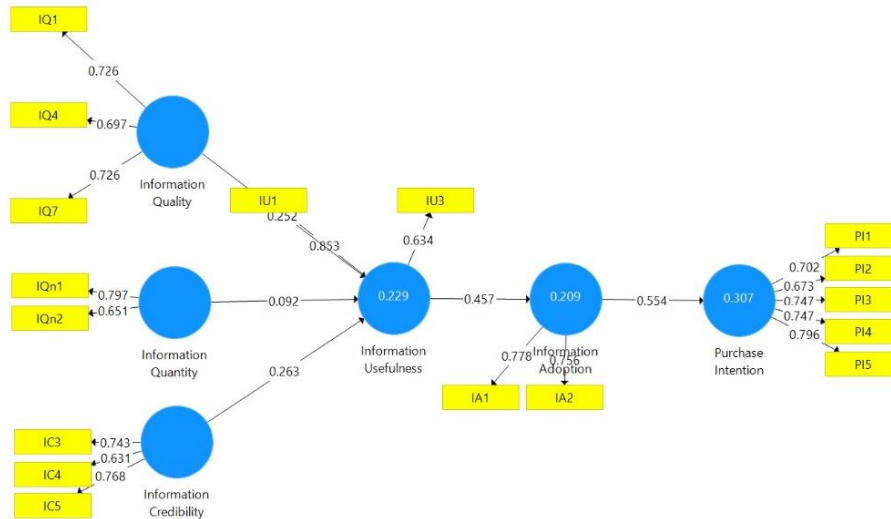 IQ1
0.726
IQ4
0.697
0.726
IQ7
Information
Quality
IU1
0.252
0.853
IU3
0.634
IQn1
0.797
IQn2
0.651
Information
Quantity
0.092
0.229
Information
Usefulness
0.457
0.209
Information
Adoption
0.778
0.756
IA1
IA2
0.554
0.307
Purchase
Intention
PI1
0.702
PI2
0.673
PI3
0.747
PI4
0.747
PI5
0.796
0.263
IC3
0.743
IC4
0.631
IC5
0.768
Information
Credibility